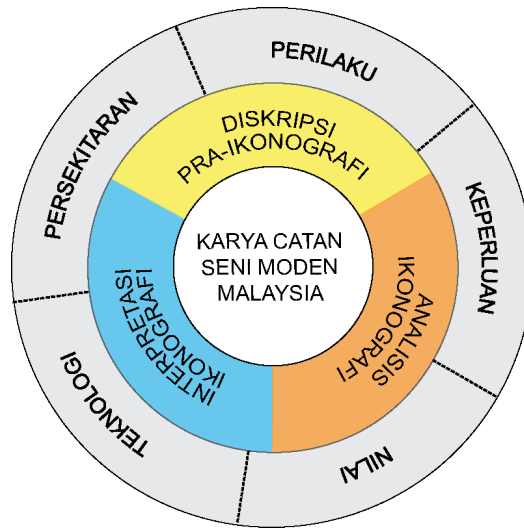 PERILAKU
KEPERLUAN
NILAI
TEKNOLOGI
PERSEKITARAN
DISKRIPSI
PRA-IKONOGRAFI
ANALISIS
IKONOGRAFI
INTERPRETASI
IKONOGRAFI
KARYA CATAN
SENI MODEN
MALAYSIA